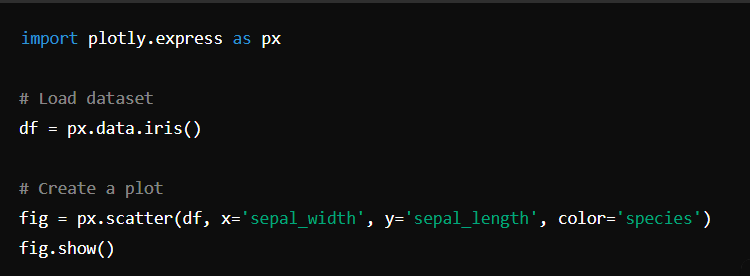 import plotly.express as px
# Load dataset
df = px.data.iris()
# Create a plot
fig = px.scatter(df, x='sepal_width', y='sepal_length', color='species')
fig.show()